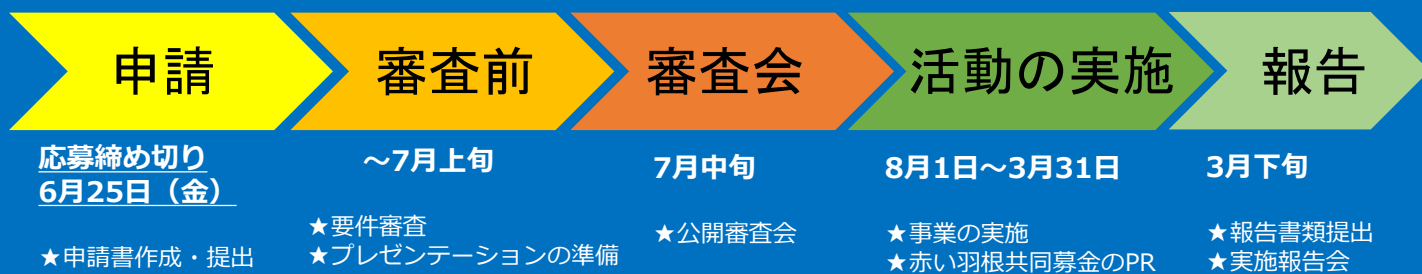 申請
審査前
審査会
活動の実施
報告
応募締め切り
6月25日（金）
★申請書作成・提出
～7月上旬
★要件審査
★プレゼンテーションの準備
7月中旬
★公開審査会
8月1日～3月31日
★事業の実施
★赤い羽根共同募金のPR
3月下旬
★報告書類提出
★実施報告会